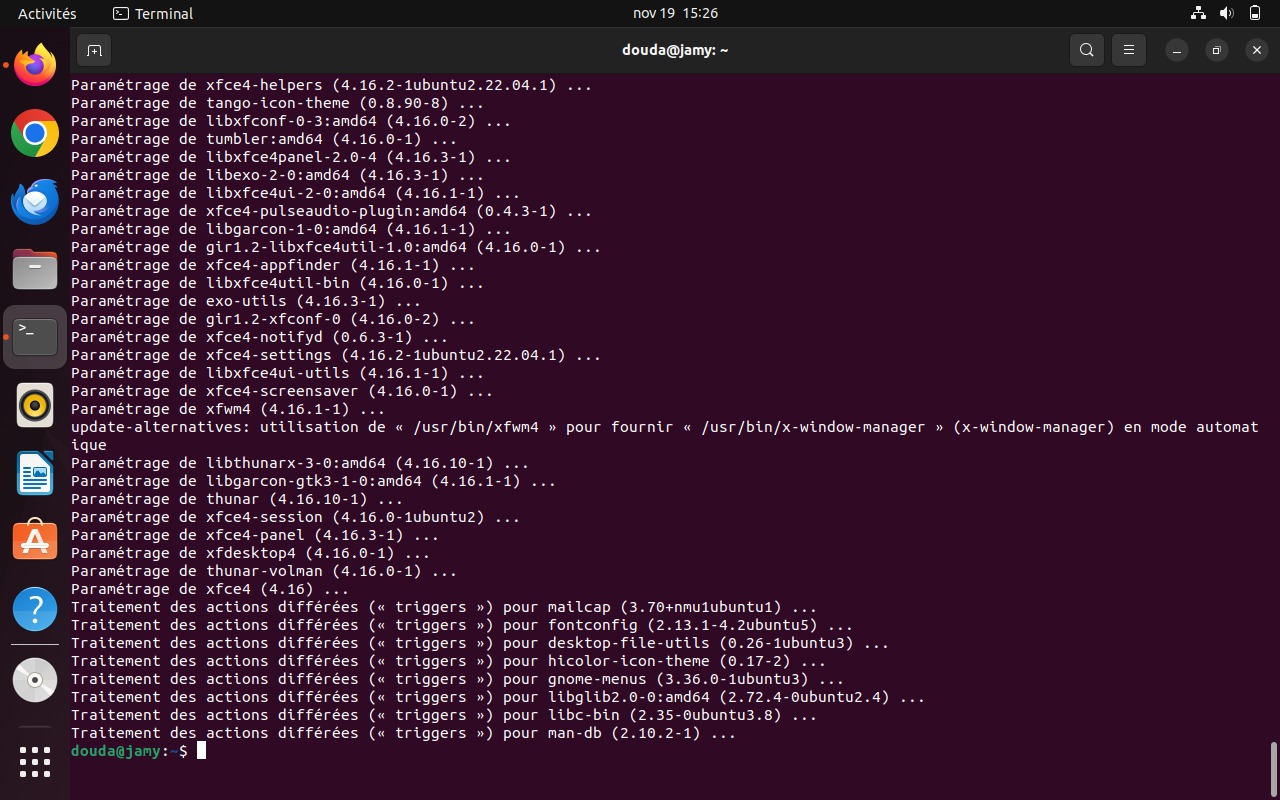 Activités
Terminal
nov 19 15:26
douda@jamy: ~
Paramétrage de xfce4-helpers (4.16.2-1ubuntu2.22.04.1) ...
Paramétrage de tango-icon-theme (0.8.90-8) ...
Paramétrage de libxfconf-0-3:amd64 (4.16.0-2) ...
Paramétrage de tumbler:amd64 (4.16.0-1) ...
Paramétrage de libxfce4panel-2.0-4 (4.16.3-1) ...
Paramétrage de libexo-2-0:amd64 (4.16.3-1) ...
Paramétrage de libxfce4ui-2-0:amd64 (4.16.1-1) ...
Paramétrage de xfce4-pulseaudio-plugin:amd64 (0.4.3-1) ...
Paramétrage de libgarcon-1-0:amd64 (4.16.1-1) ...
Paramétrage de gir1.2-libxfce4util-1.0:amd64 (4.16.0-1) ...
Paramétrage de xfce4-appfinder (4.16.1-1) ...
Paramétrage de libxfce4util-bin (4.16.0-1) ...
Paramétrage de exo-utils (4.16.3-1) ...
Paramétrage de gir1.2-xfconf-0 (4.16.0-2) ...
Paramétrage de xfce4-notifyd (0.6.3-1) ...
Paramétrage de xfce4-settings (4.16.2-1ubuntu2.22.04.1) ...
Paramétrage de libxfce4ui-utils (4.16.1-1) ...
Paramétrage de xfce4-screensaver (4.16.0-1) ...
Paramétrage de xfwm4 (4.16.1-1) ...
update-alternatives: utilisation de « /usr/bin/xfwm4 » pour fournir « /usr/bin/x-window-manager » (x-window-manager) en mode automat
ique
Paramétrage de libthunarx-3-0:amd64 (4.16.10-1) ...
Paramétrage de libgarcon-gtk3-1-0:amd64 (4.16.1-1) ...
Paramétrage de thunar (4.16.10-1) ...
Paramétrage de xfce4-session (4.16.0-1ubuntu2) ...
Paramétrage de xfce4-panel (4.16.3-1) ...
Paramétrage de xfdesktop4 (4.16.0-1) ...
Paramétrage de thunar-volman (4.16.0-1) ...
Paramétrage de xfce4 (4.16) ...
Traitement des actions différées (« triggers ») pour mailcap (3.70+nmu1ubuntu1) ...
Traitement des actions différées (« triggers ») pour fontconfig (2.13.1-4.2ubuntu5) ...
Traitement des actions différées (« triggers ») pour desktop-file-utils (0.26-1ubuntu3) ...
Traitement des actions différées (« triggers ») pour hicolor-icon-theme (0.17-2) ...
Traitement des actions différées (« triggers ») pour gnome-menus (3.36.0-1ubuntu3) ...
Traitement des actions différées (« triggers ») pour libglib2.0-0:amd64 (2.72.4-0ubuntu2.4) ...
Traitement des actions différées (« triggers ») pour libc-bin (2.35-0ubuntu3.8) ...
Traitement des actions différées (« triggers ») pour man-db (2.10.2-1) ...
douda@jamy:~$